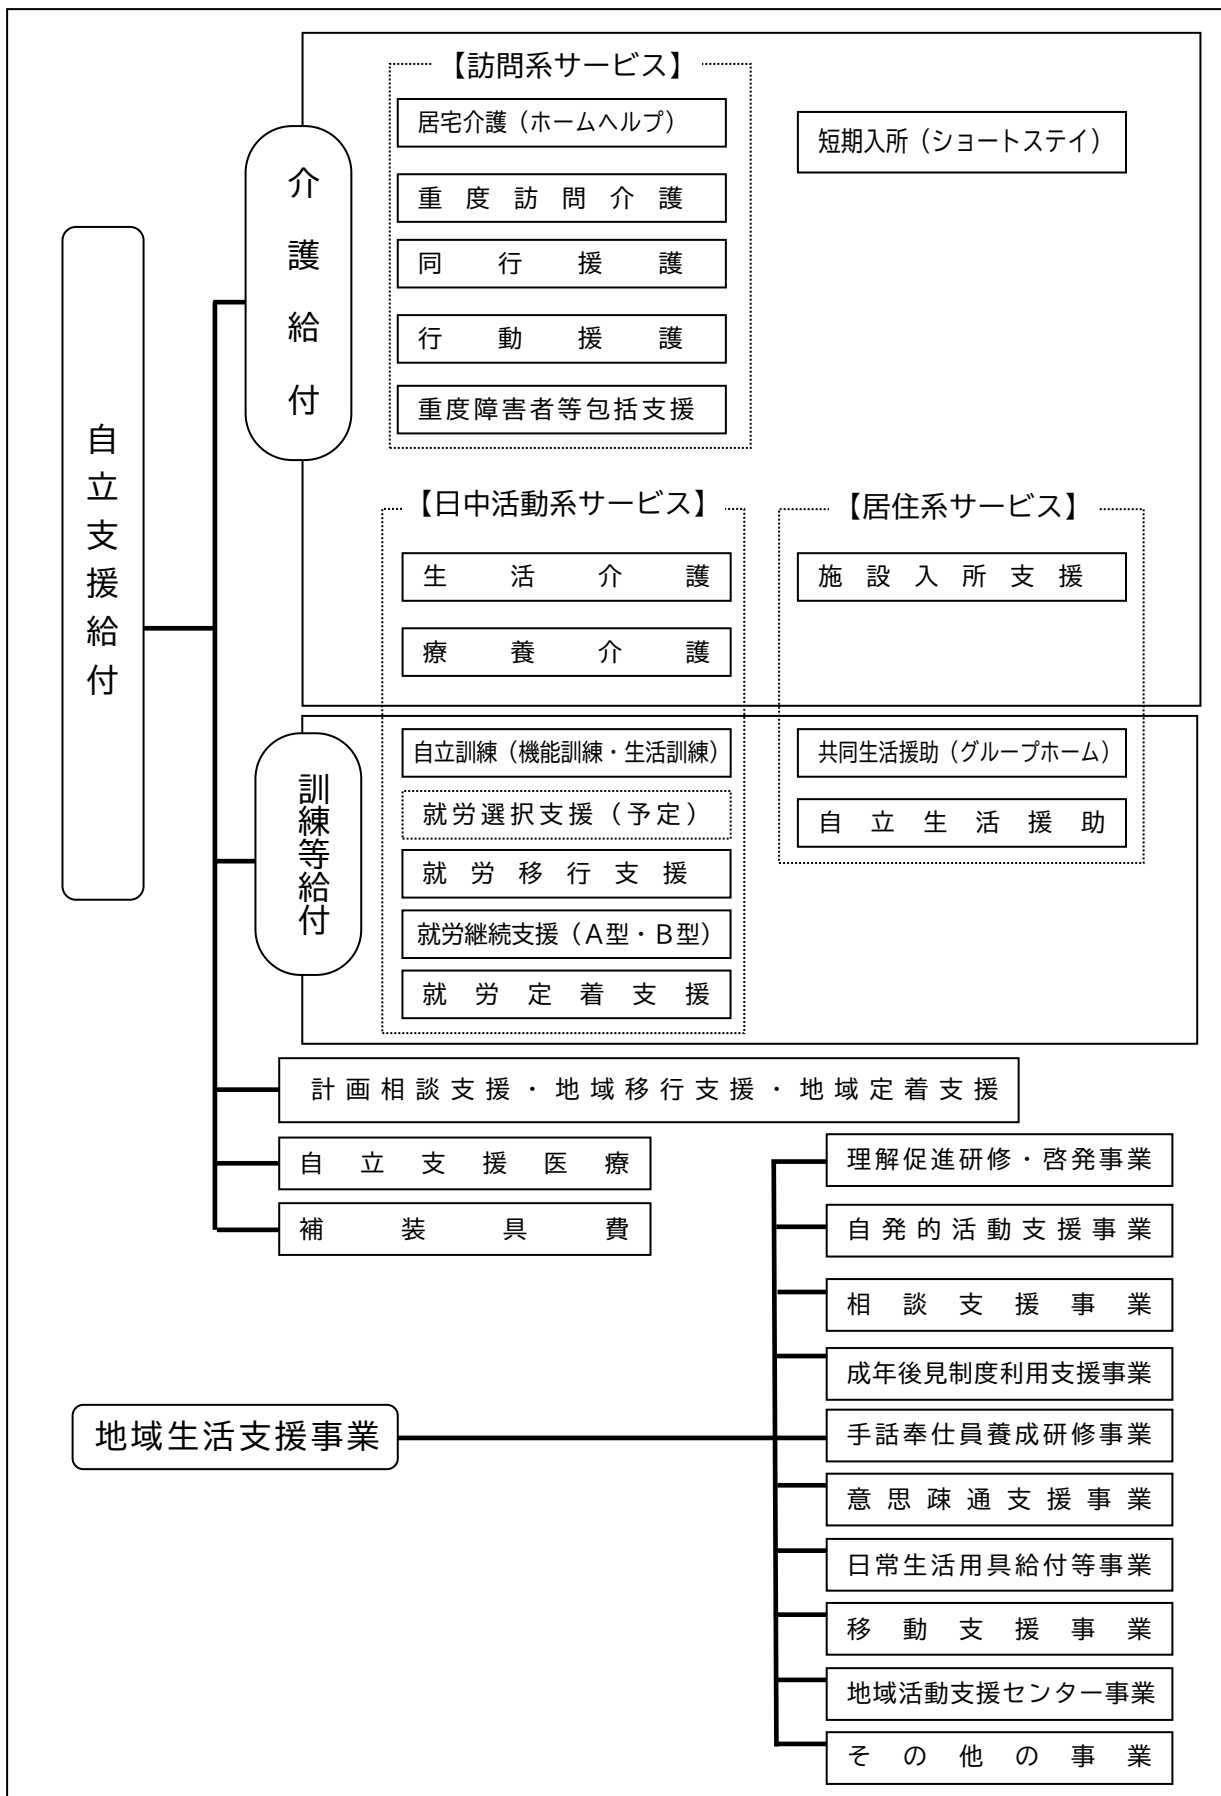 自立支援給付
介護給付
【訪問系サービス】
居宅介護（ホームヘルプ）
重度訪問介護
同行援護
行動援護
重度障害者等包括支援
短期入所（ショートステイ）
【日中活動系サービス】
生活介護
療養介護
【居住系サービス】
施設入所支援
訓練等給付
自立訓練（機能訓練・生活訓練）
就労選択支援（予定）
就労移行支援
就労継続支援（Ａ型・Ｂ型）
就労定着支援
共同生活援助（グループホーム）
自立生活援助
計画相談支援・地域移行支援・地域定着支援
自立支援医療
補装具費
地域生活支援事業
理解促進研修・啓発事業
自発的活動支援事業
相談支援事業
成年後見制度利用支援事業
手話奉仕員養成研修事業
意思疎通支援事業
日常生活用具給付等事業
移動支援事業
地域活動支援センター事業
その他の事業